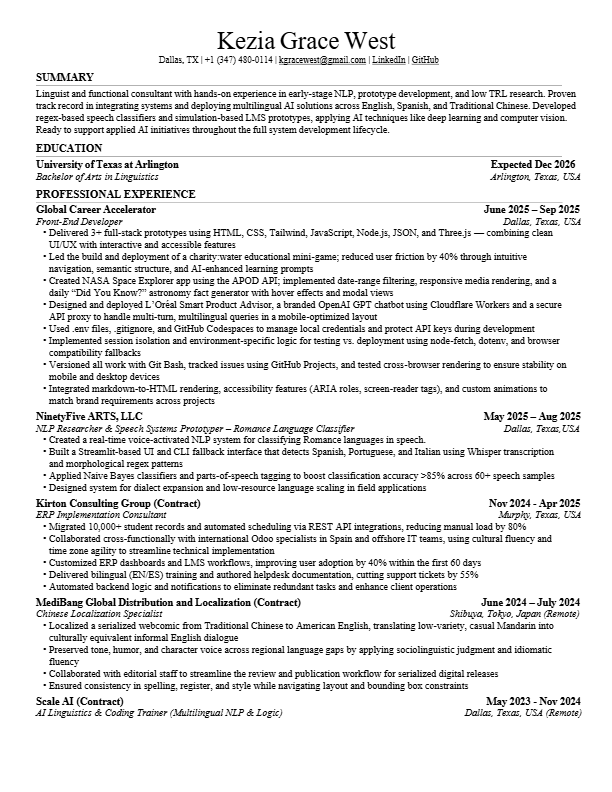 Kezia Grace West
Dallas, TX | +1 (347) 480-0114 | kgracewest@gmail.com | LinkedIn | GitHub
SUMMARY
Linguist and functional consultant with hands-on experience in early-stage NLP, prototype development, and low TRL research. Proven
track record in integrating systems and deploying multilingual AI solutions across English, Spanish, and Traditional Chinese. Developed
regex-based speech classifiers and simulation-based LMS prototypes, applying AI techniques like deep learning and computer vision.
Ready to support applied AI initiatives throughout the full system development lifecycle.
EDUCATION
University of Texas at Arlington Expected Dec 2026
Bachelor of Arts in Linguistics Arlington, Texas, USA
PROFESSIONAL EXPERIENCE
Global Career Accelerator June 2025 – Sep 2025
Front-End Developer Dallas, Texas, USA
• Delivered 3+ full-stack prototypes using HTML, CSS, Tailwind, JavaScript, Node.js, JSON, and Three.js — combining clean
UI/UX with interactive and accessible features
• Led the build and deployment of a charity:water educational mini-game; reduced user friction by 40% through intuitive
navigation, semantic structure, and AI-enhanced learning prompts
• Created NASA Space Explorer app using the APOD API; implemented date-range filtering, responsive media rendering, and a
daily “Did You Know?” astronomy fact generator with hover effects and modal views
• Designed and deployed L’Oréal Smart Product Advisor, a branded OpenAI GPT chatbot using Cloudflare Workers and a secure
API proxy to handle multi-turn, multilingual queries in a mobile-optimized layout
• Used .env files, .gitignore, and GitHub Codespaces to manage local credentials and protect API keys during development
• Implemented session isolation and environment-specific logic for testing vs. deployment using node-fetch, dotenv, and browser
compatibility fallbacks
• Versioned all work with Git Bash, tracked issues using GitHub Projects, and tested cross-browser rendering to ensure stability on
mobile and desktop devices
• Integrated markdown-to-HTML rendering, accessibility features (ARIA roles, screen-reader tags), and custom animations to
match brand requirements across projects
NinetyFive ARTS, LLC May 2025 – Aug 2025
NLP Researcher & Speech Systems Prototyper – Romance Language Classifier Dallas, Texas,USA
• Created a real-time voice-activated NLP system for classifying Romance languages in speech.
• Built a Streamlit-based UI and CLI fallback interface that detects Spanish, Portuguese, and Italian using Whisper transcription
and morphological regex patterns
• Applied Naive Bayes classifiers and parts-of-speech tagging to boost classification accuracy >85% across 60+ speech samples
• Designed system for dialect expansion and low-resource language scaling in field applications
Kirton Consulting Group (Contract) Nov 2024 - Apr 2025
ERP Implementation Consultant Murphy, Texas, USA
• Migrated 10,000+ student records and automated scheduling via REST API integrations, reducing manual load by 80%
• Collaborated cross-functionally with international Odoo specialists in Spain and offshore IT teams, using cultural fluency and
time zone agility to streamline technical implementation
• Customized ERP dashboards and LMS workflows, improving user adoption by 40% within the first 60 days
• Delivered bilingual (EN/ES) training and authored helpdesk documentation, cutting support tickets by 55%
• Automated backend logic and notifications to eliminate redundant tasks and enhance client operations
MediBang Global Distribution and Localization (Contract) June 2024 – July 2024
Chinese Localization Specialist Shibuya, Tokyo, Japan (Remote)
• Localized a serialized webcomic from Traditional Chinese to American English, translating low-variety, casual Mandarin into
culturally equivalent informal English dialogue
• Preserved tone, humor, and character voice across regional language gaps by applying sociolinguistic judgment and idiomatic
fluency
• Collaborated with editorial staff to streamline the review and publication workflow for serialized digital releases
• Ensured consistency in spelling, register, and style while navigating layout and bounding box constraints
Scale AI (Contract) May 2023 - Nov 2024
AI Linguistics & Coding Trainer (Multilingual NLP & Logic) Dallas, Texas, USA (Remote)